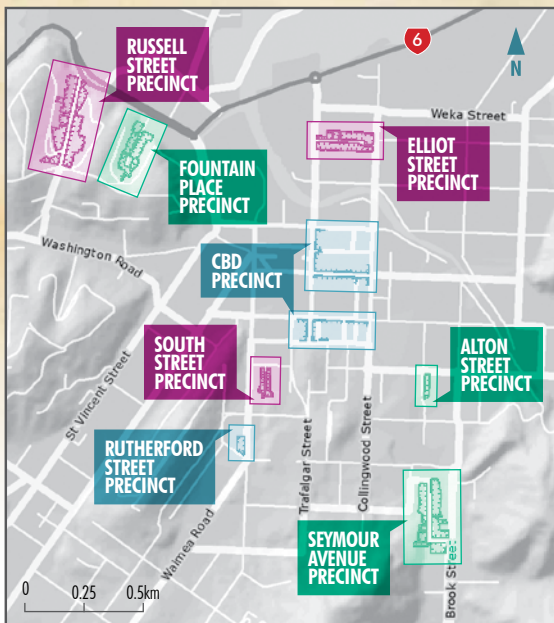 RUSSELL
STREET
PRECINCT
6
N
Weka Street
FOUNTAIN
PLACE
PRECINCT
ELLIOT
STREET
PRECINCT
Washington Road
CBD
PRECINCT
SOUTH
STREET
PRECINCT
ALTON
STREET
PRECINCT
St Vincent Street
RUTHERFORD
STREET
PRECINCT
Trafalgar Street
Collingwood Street
Waimea Road
SEYMOUR
AVENUE
PRECINCT
Brook Street
0 0.25 0.5km